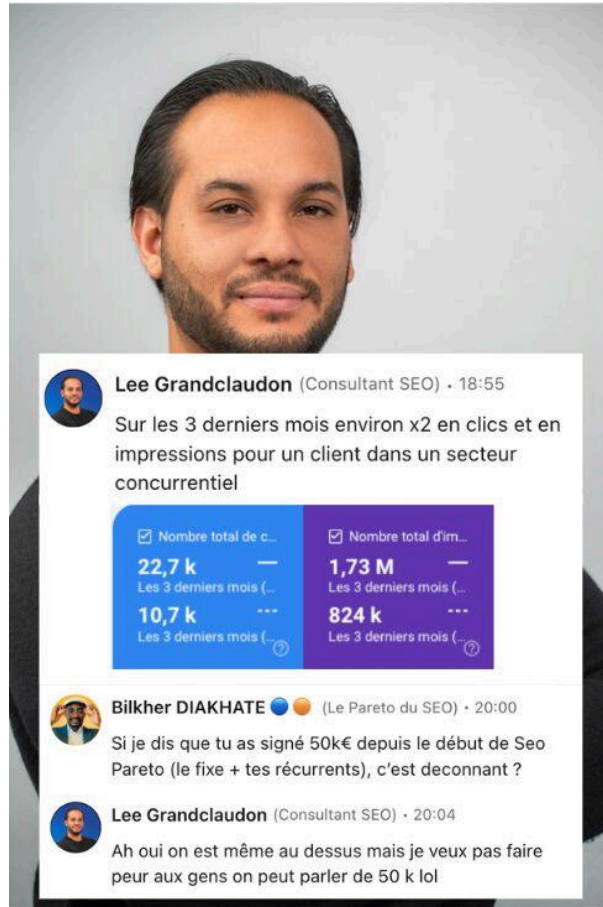 Lee Grandclaudon (Consultant SEO) • 18:55
Sur les 3 derniers mois environ x2 en clics et en
impressions pour un client dans un secteur
concurrentiel
Nombre total de c...
22,7 k
Les 3 derniers mois (...
10,7 k
Les 3 derniers mois (...
Nombre total d'im...
1,73 M
Les 3 derniers mois (...
824 k
Les 3 derniers mois (...
Bilkher DIAKHATE 🔵 🟠 (Le Pareto du SEO) • 20:00
Si je dis que tu as signé 50k€ depuis le début de Seo
Pareto (le fixe + tes récurrents), c'est deconnant ?
Lee Grandclaudon (Consultant SEO) • 20:04
Ah oui on est même au dessus mais je veux pas faire
peur aux gens on peut parler de 50 k lol